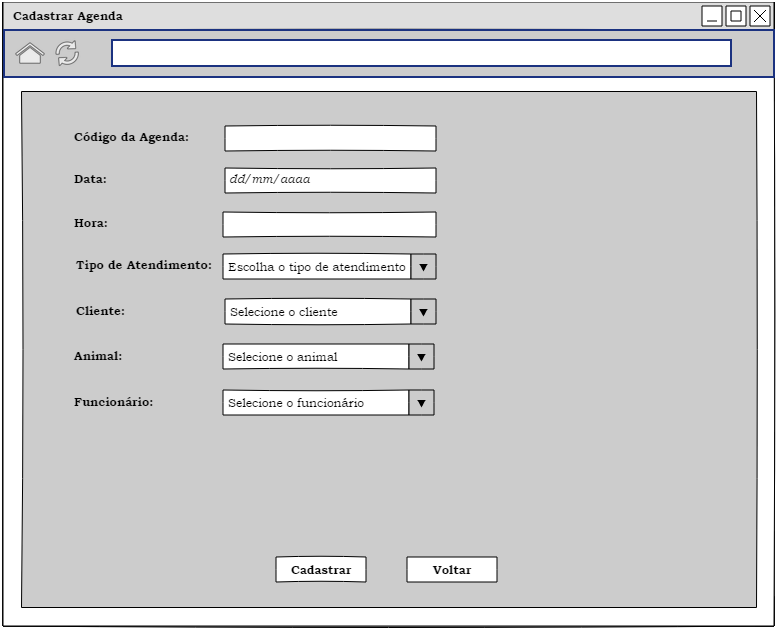 Cadastrar Agenda
Código da Agenda:
Data: dd/mm/aaaa
Hora:
Tipo de Atendimento: Escolha o tipo de atendimento
Cliente: Selecione o cliente
Animal: Selecione o animal
Funcionário: Selecione o funcionário
Cadastrar Voltar